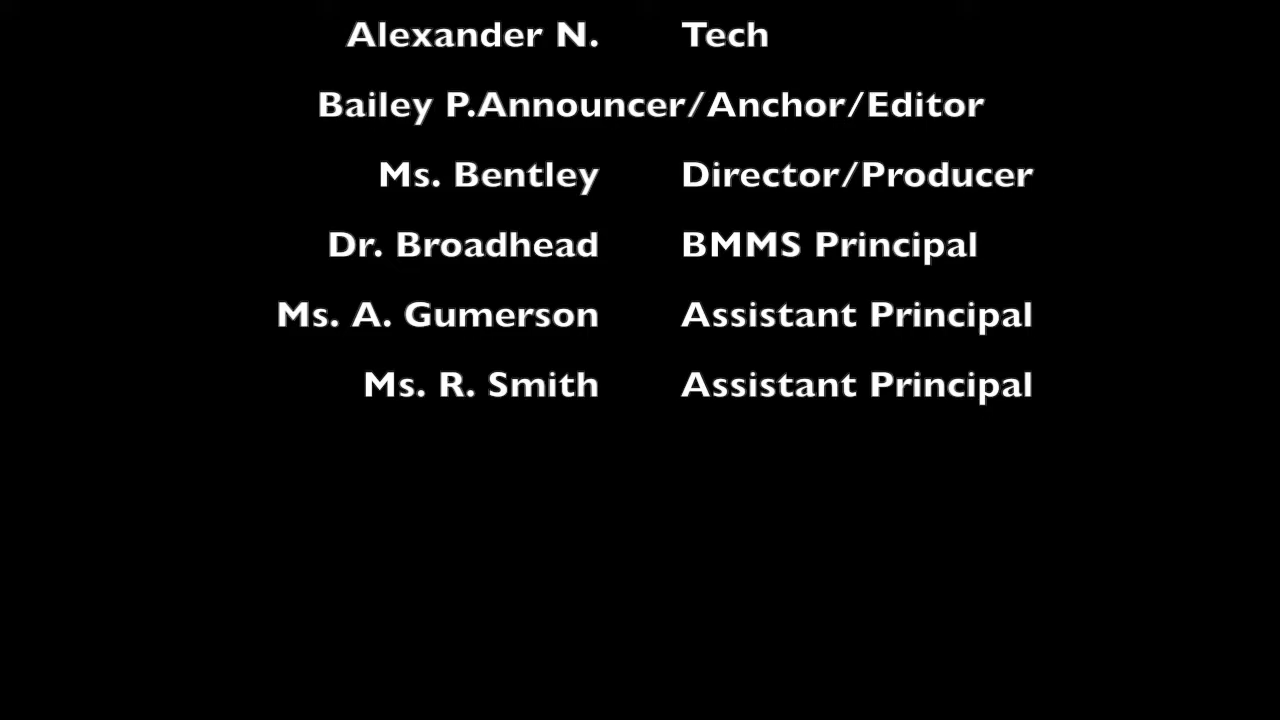 Alexander N. Tech
Bailey P.Announcer/Anchor/Editor
Ms. Bentley Director/Producer
Dr. Broadhead BMMS Principal
Ms. A. Gumerson Assistant Principal
Ms. R. Smith Assistant Principal